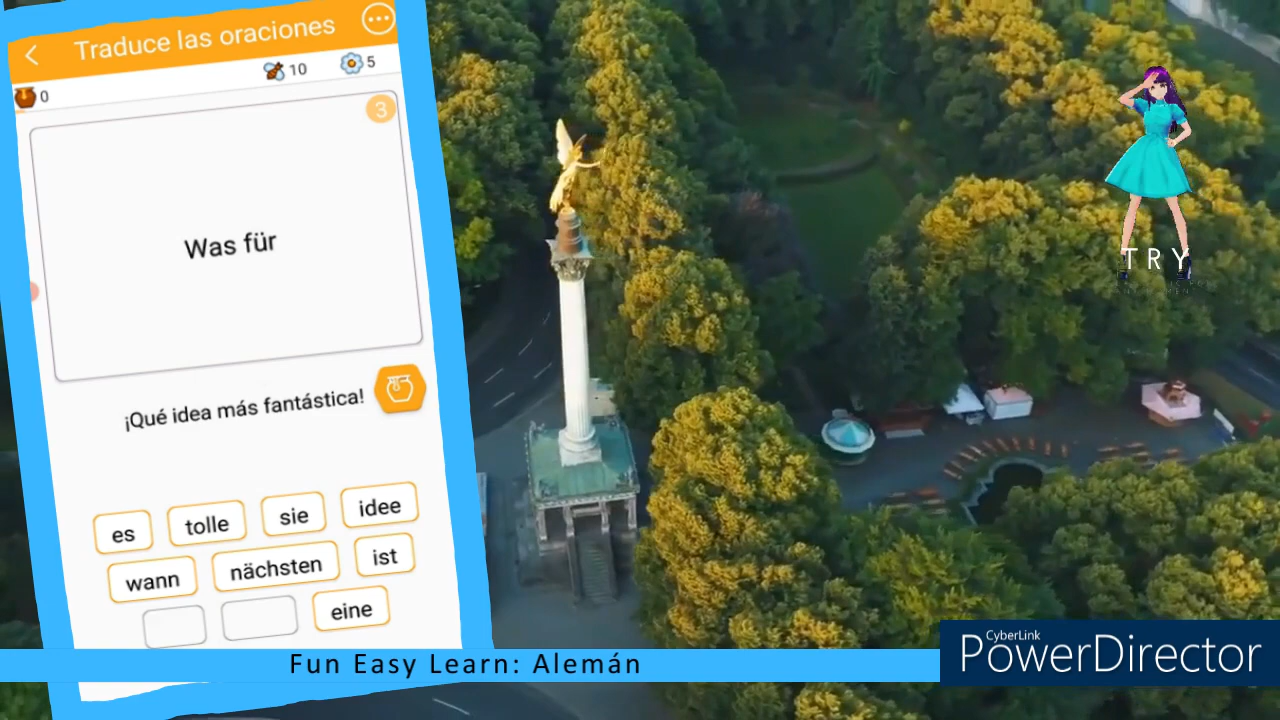 Traduce las oraciones
0
10
5
3
Was für
¡Qué idea más fantástica!
es
tolle
sie
idee
wann
nächsten
ist
eine
TRY
Fun Easy Learn: Alemán
CyberLink
PowerDirector